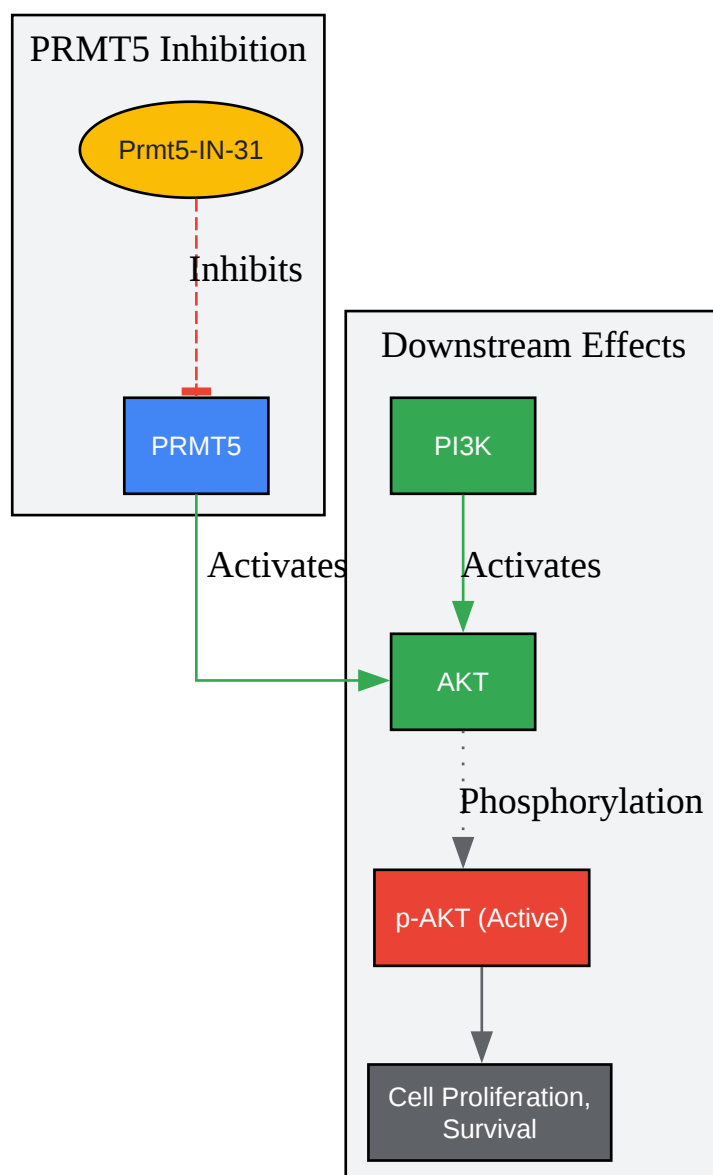 PRMT5 Inhibition
Prmt5-IN-31
Inhibits
PRMT5
Activates
Downstream Effects
PI3K
Activates
AKT
Phosphorylation
p-AKT (Active)
Cell Proliferation,
Survival